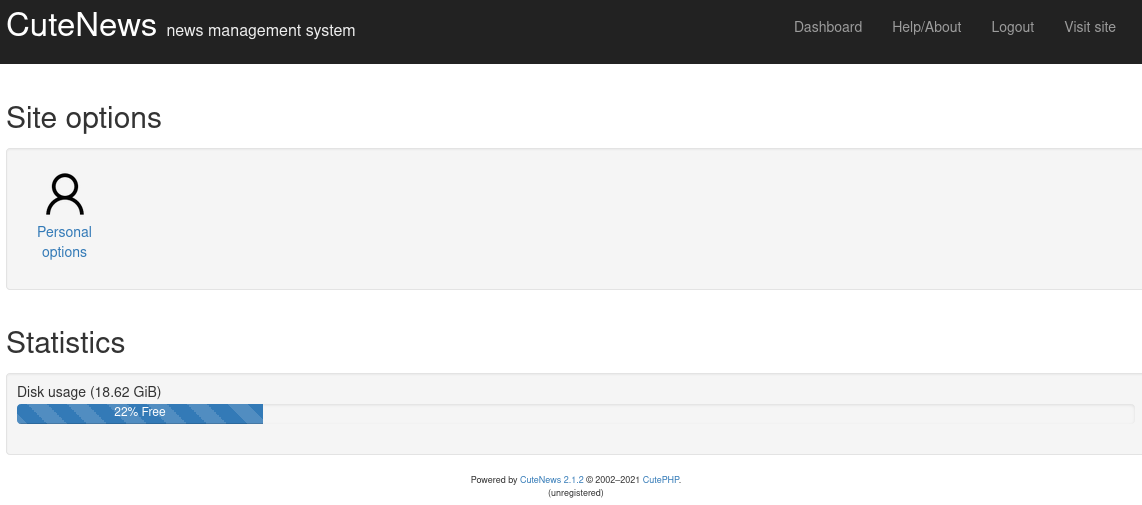 CuteNews news management system Dashboard Help/About Logout Visit site
Site options
Personal
options
Statistics
Disk usage (18.62 GiB)
22% Free
Powered by CuteNews 2.1.2 © 2002–2021 CutePHP.
(unregistered)